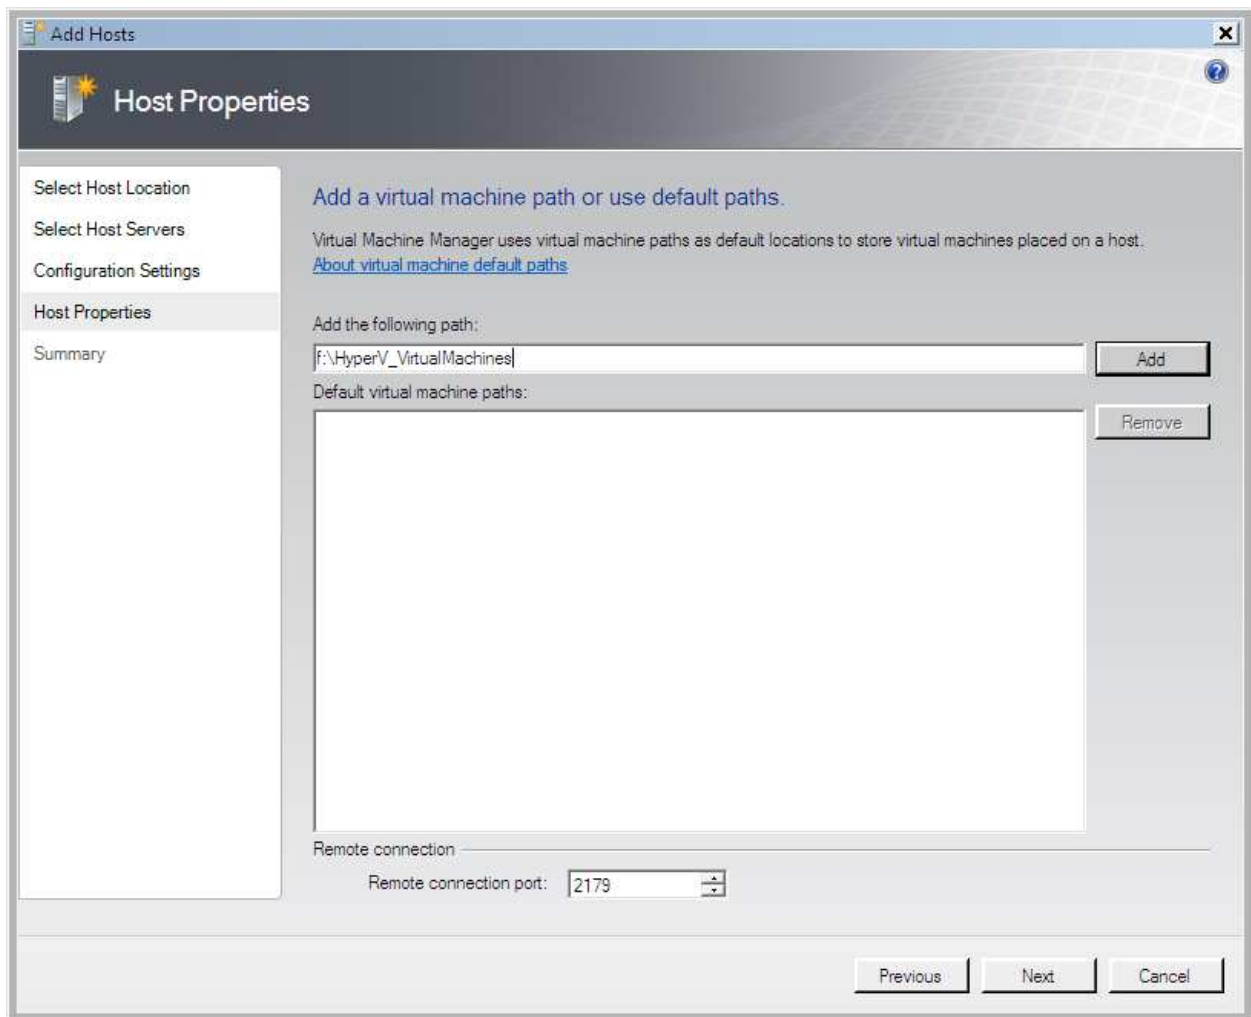 Add Hosts
Host Properties
Select Host Location
Select Host Servers
Configuration Settings
Host Properties
Summary
Add a virtual machine path or use default paths.
Virtual Machine Manager uses virtual machine paths as default locations to store virtual machines placed on a host.
About virtual machine default paths
Add the following path:
f:\HyperV_VirtualMachines
Add
Default virtual machine paths:
Remove
Remote connection
Remote connection port: 2179
Previous Next Cancel